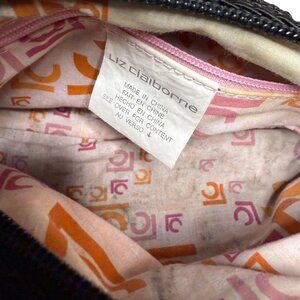 Liz claiborne
MADE IN CHINA
FAIT EN CHINE
HECHO EN CHINA
SEE OVER FOR CONTENT
AU VERSO ↓